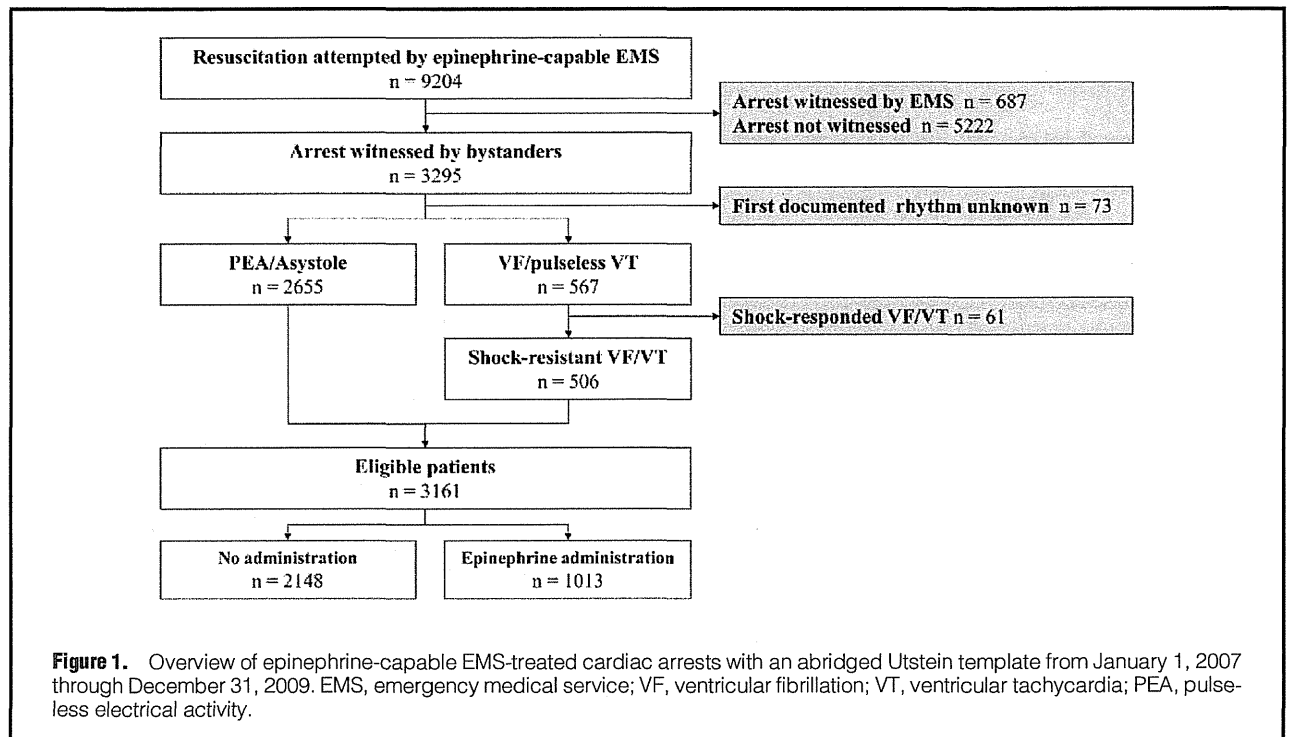 Resuscitation attempted by epinephrine-capable EMS
n = 9204
Arrest witnessed by EMS n = 687
Arrest not witnessed n = 5222
Arrest witnessed by bystanders
n = 3295
First documented rhythm unknown n = 73
PEA/Asystole
n = 2655
VF/pulseless VT
n = 567
Shock-responded VF/VT n = 61
Shock-resistant VF/VT
n = 506
Eligible patients
n = 3161
No administration
n = 2148
Epinephrine administration
n = 1013
Figure 1. Overview of epinephrine-capable EMS-treated cardiac arrests with an abridged Utstein template from January 1, 2007
through December 31, 2009. EMS, emergency medical service; VF, ventricular fibrillation; VT, ventricular tachycardia; PEA, pulse-
less electrical activity.